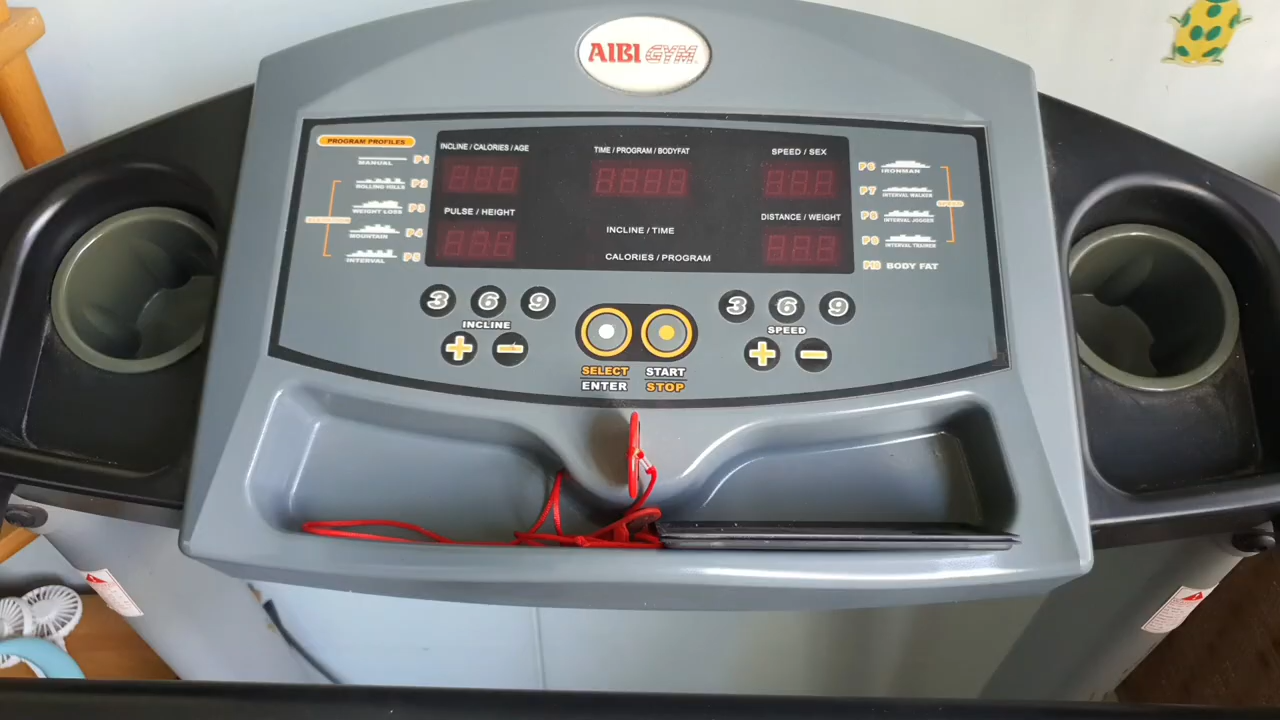 AIBI GYM
PROGRAM PROFILES
MANUAL P1
ROLLING HILLS P2
WEIGHT LOSS P3
MOUNTAIN P4
INTERVAL P5
INCLINE / CALORIES / AGE
TIME / PROGRAM / BODYFAT
SPEED / SEX
PULSE / HEIGHT
INCLINE / TIME
DISTANCE / WEIGHT
CALORIES / PROGRAM
P6 IRONMAN
P7 INTERVAL WALKER
P8 INTERVAL JOGGER
P9 INTERVAL TRAINER
SPEED
P10 BODY FAT
3 6 9
INCLINE
+ -
SELECT
ENTER
START
STOP
3 6 9
SPEED
+ -